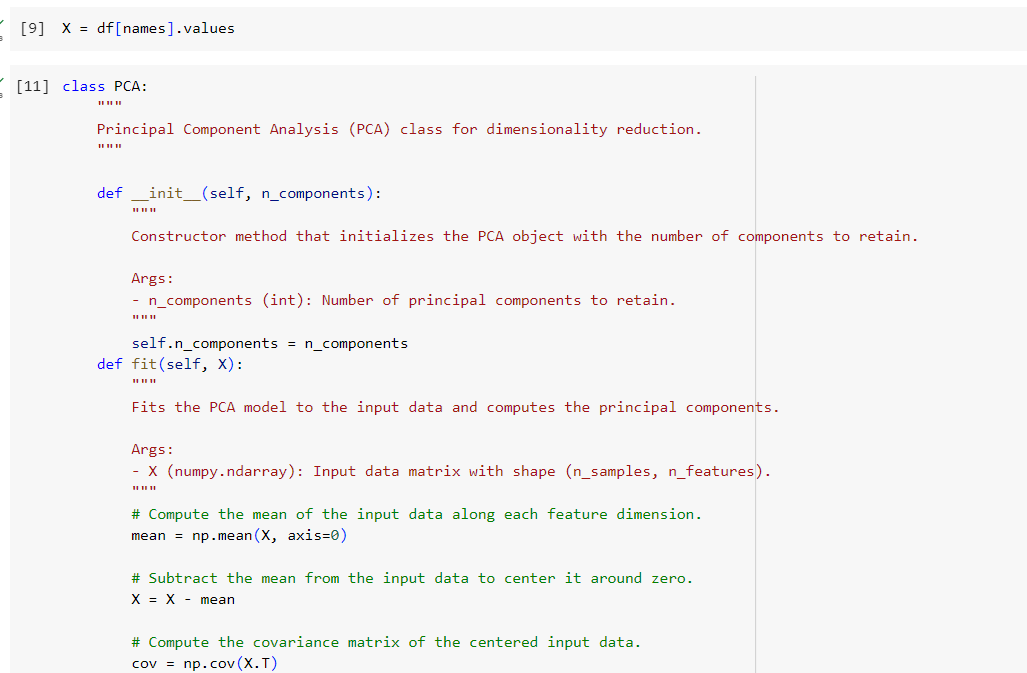 [9] X = df[names].values
[11] class PCA:
"""
Principal Component Analysis (PCA) class for dimensionality reduction.
"""
def __init__(self, n_components):
"""
Constructor method that initializes the PCA object with the number of components to retain.
Args:
- n_components (int): Number of principal components to retain.
"""
self.n_components = n_components
def fit(self, X):
"""
Fits the PCA model to the input data and computes the principal components.
Args:
- X (numpy.ndarray): Input data matrix with shape (n_samples, n_features).
"""
# Compute the mean of the input data along each feature dimension.
mean = np.mean(X, axis=0)
# Subtract the mean from the input data to center it around zero.
X = X - mean
# Compute the covariance matrix of the centered input data.
cov = np.cov(X.T)